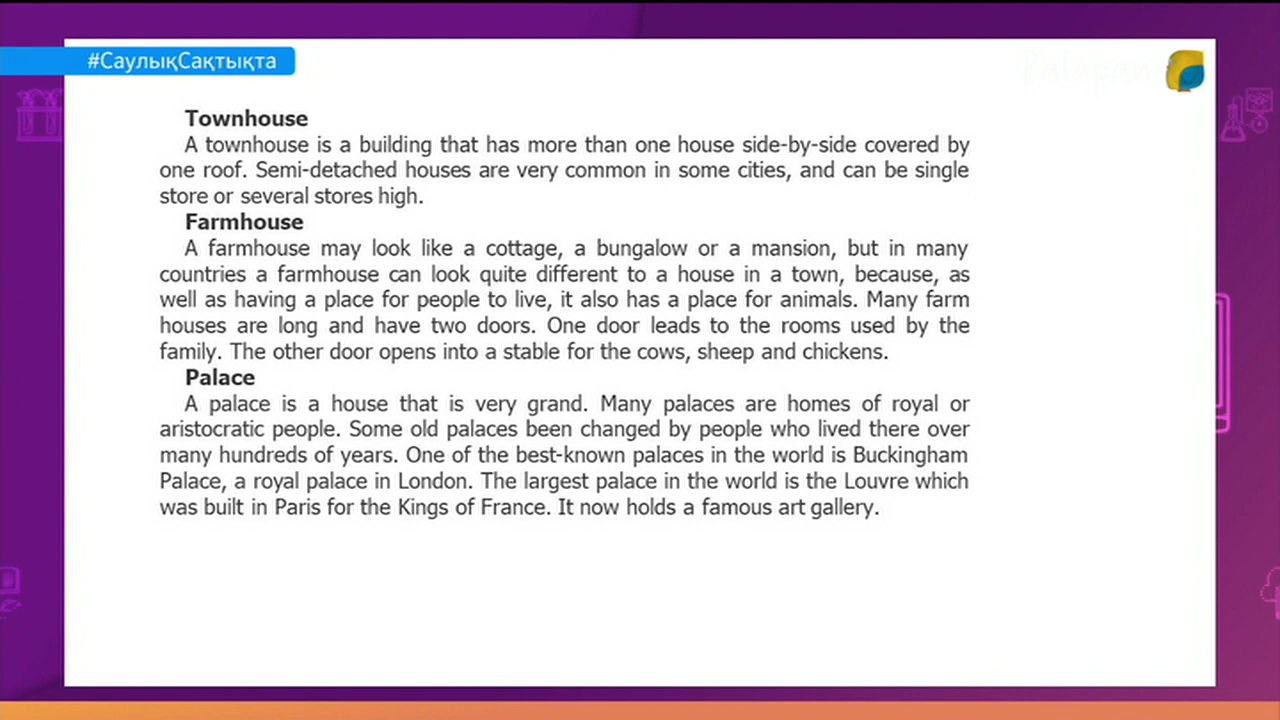 #СаулықСақтықта
Balapan
Townhouse
A townhouse is a building that has more than one house side-by-side covered by
one roof. Semi-detached houses are very common in some cities, and can be single
store or several stores high.
Farmhouse
A farmhouse may look like a cottage, a bungalow or a mansion, but in many
countries a farmhouse can look quite different to a house in a town, because, as
well as having a place for people to live, it also has a place for animals. Many farm
houses are long and have two doors. One door leads to the rooms used by the
family. The other door opens into a stable for the cows, sheep and chickens.
Palace
A palace is a house that is very grand. Many palaces are homes of royal or
aristocratic people. Some old palaces been changed by people who lived there over
many hundreds of years. One of the best-known palaces in the world is Buckingham
Palace, a royal palace in London. The largest palace in the world is the Louvre which
was built in Paris for the Kings of France. It now holds a famous art gallery.